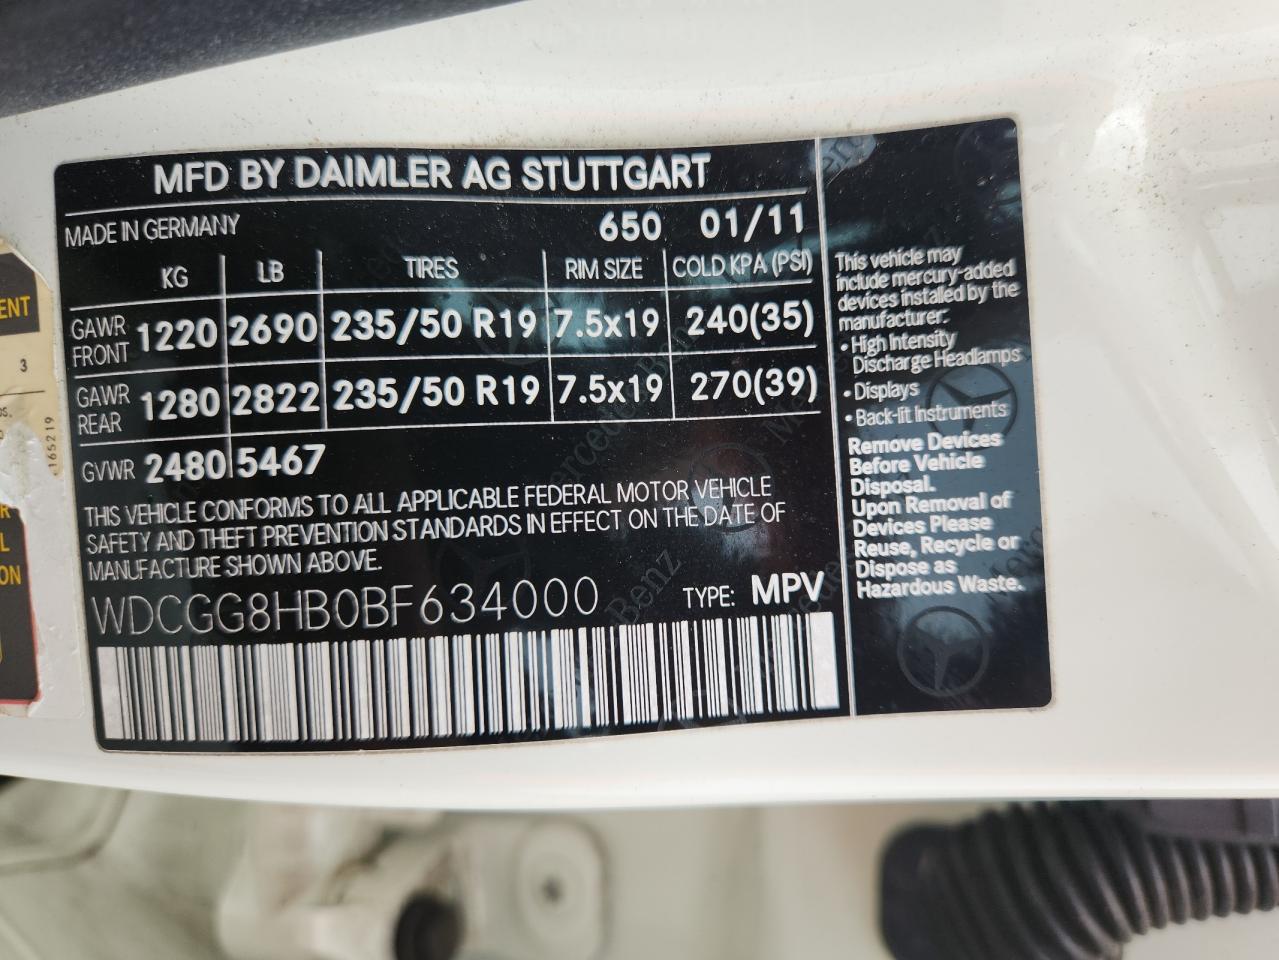 MFD BY DAIMLER AG STUTTGART
MADE IN GERMANY 650 01/11
KG LB TIRES RIM SIZE COLD KPA (PSI)
GAWR FRONT 1220 2690 235/50 R19 7.5x19 240(35)
GAWR REAR 1280 2822 235/50 R19 7.5x19 270(39)
GVWR 2480 5467
THIS VEHICLE CONFORMS TO ALL APPLICABLE FEDERAL MOTOR VEHICLE
SAFETY AND THEFT PREVENTION STANDARDS IN EFFECT ON THE DATE OF
MANUFACTURE SHOWN ABOVE.
WDCGG8HB0BF634000 TYPE: MPV
This vehicle may
include mercury-added
devices installed by the
manufacturer:
• High Intensity
Discharge Headlamps
• Displays
• Back-lit Instruments
Remove Devices
Before Vehicle
Disposal.
Upon Removal of
Devices Please
Reuse, Recycle or
Dispose as
Hazardous Waste.
ENT
3
165219
ION